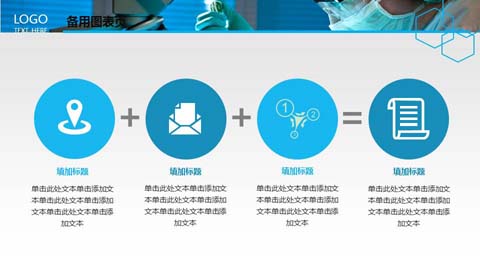 LOGO
TEXT HERE
备用图表页
1
2
3
填加标题
单击此处文本单击添加文
本单击此处文本单击添加
文本单击此处文本单击添
加文本
填加标题
单击此处文本单击添加文
本单击此处文本单击添加
文本单击此处文本单击添
加文本
填加标题
单击此处文本单击添加文
本单击此处文本单击添加
文本单击此处文本单击添
加文本
填加标题
单击此处文本单击添加文
本单击此处文本单击添加
文本单击此处文本单击添
加文本